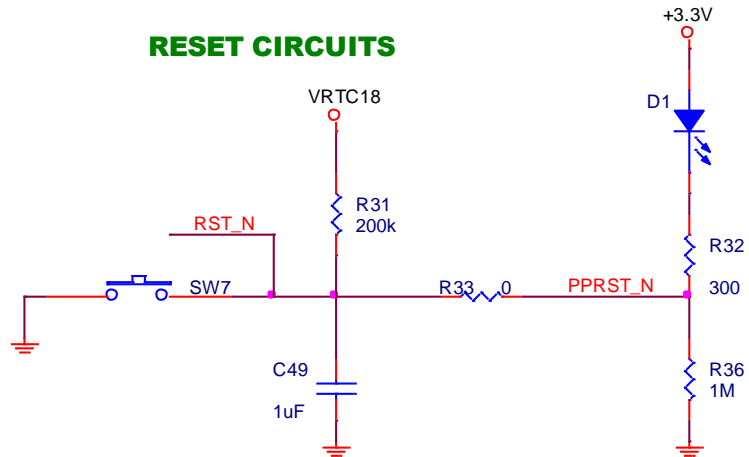 RESET CIRCUITS
+3.3V
D1
VRTC18
R31
200k
RST_N
R32
300
SW7
R33 0
PPRST_N
C49
1uF
R36
1M